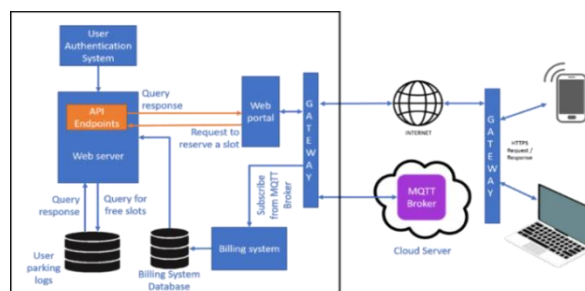 User
Authentication
System
Query
response
API
Endpoints
Web server
Web
portal
Request to
reserve a slot
GATEWAY
INTERNET
GATEWAY
HTTPS
Request /
Response
MQTT
Broker
Cloud Server
Subscribe
from MQTT
Broker
Query
response
Query for
free slots
User
parking
logs
Billing System
Database
Billing system